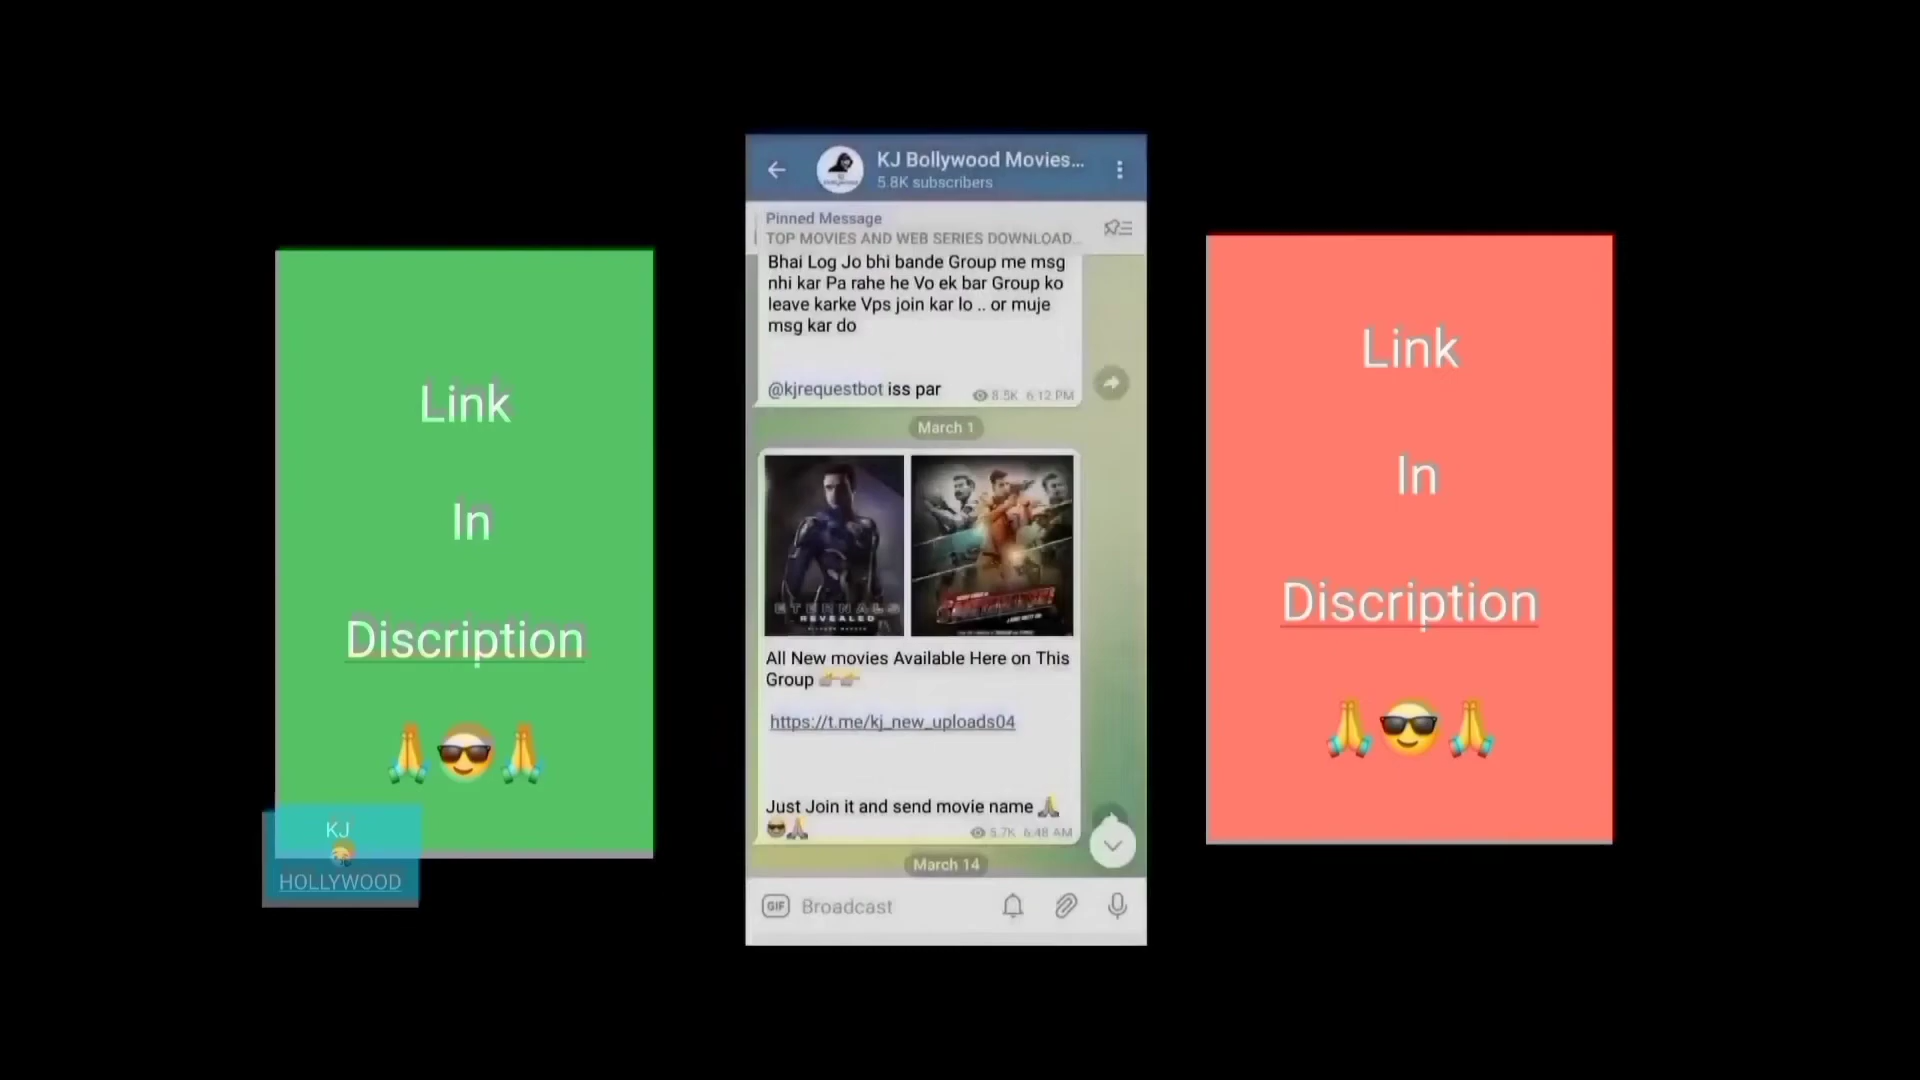 Link
In
Discription
🙏😎🙏
KJ
HOLLYWOOD
KJ Bollywood Movies...
5.8K subscribers
Pinned Message
TOP MOVIES AND WEB SERIES DOWNLOAD...
Bhai Log Jo bhi bande Group me msg
nhi kar Pa rahe he Vo ek bar Group ko
leave karke Vps join kar lo .. or muje
msg kar do
@kjrequestbot iss par
8.5K 6:12 PM
March 1
ETERNALS
REVEALED
All New movies Available Here on This
Group
https://t.me/kj_new_uploads04
Just Join it and send movie name 🙏
😎🙏
5.7K 6:48 AM
March 14
GIF Broadcast
Link
In
Discription
🙏😎🙏